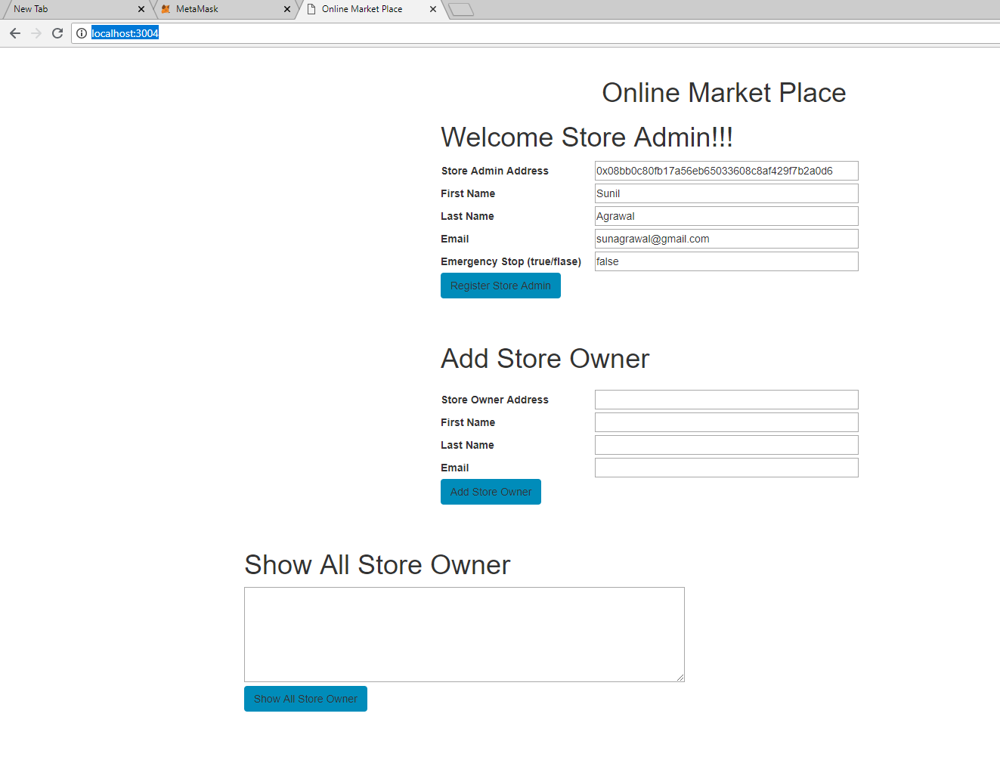 New Tab
MetaMask
Online Market Place
localhost:3004
Online Market Place
Welcome Store Admin!!!
Store Admin Address 0x08bb0c80fb17a56eb65033608c8af429f7b2a0d6
First Name Sunil
Last Name Agrawal
Email sunagrawal@gmail.com
Emergency Stop (true/flase) false
Register Store Admin
Add Store Owner
Store Owner Address
First Name
Last Name
Email
Add Store Owner
Show All Store Owner
Show All Store Owner